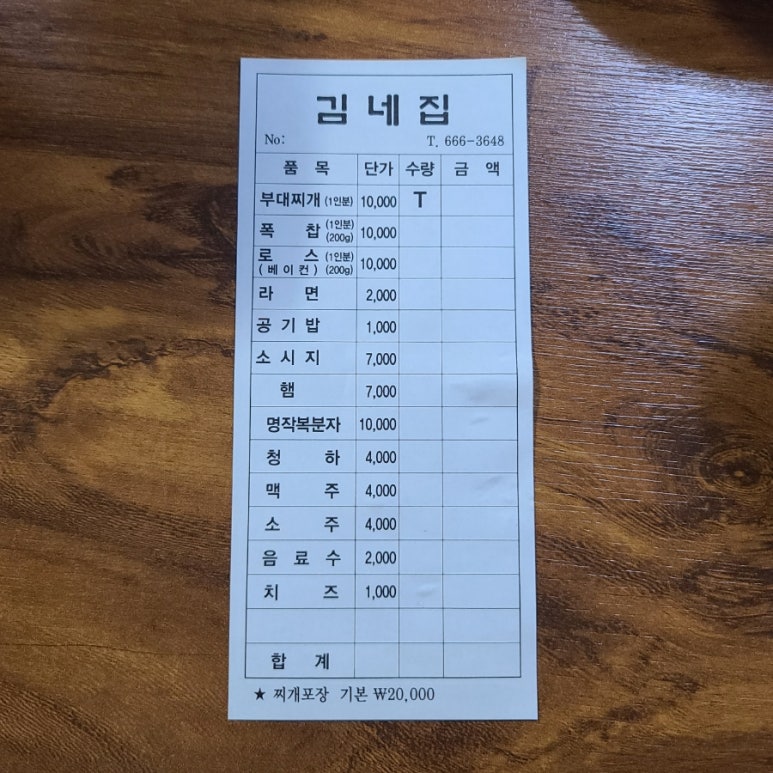 김네집
No: T. 666-3648
품 목 단가 수량 금 액
부대찌개 (1인분) 10,000 T
폭 찹 (1인분) (200g) 10,000
로 스 (베이컨) (1인분) (200g) 10,000
라 면 2,000
공기밥 1,000
소시지 7,000
햄 7,000
명작복분자 10,000
청 하 4,000
맥 주 4,000
소 주 4,000
음료수 2,000
치 즈 1,000
합 계
★ 찌개포장 기본 ₩20,000